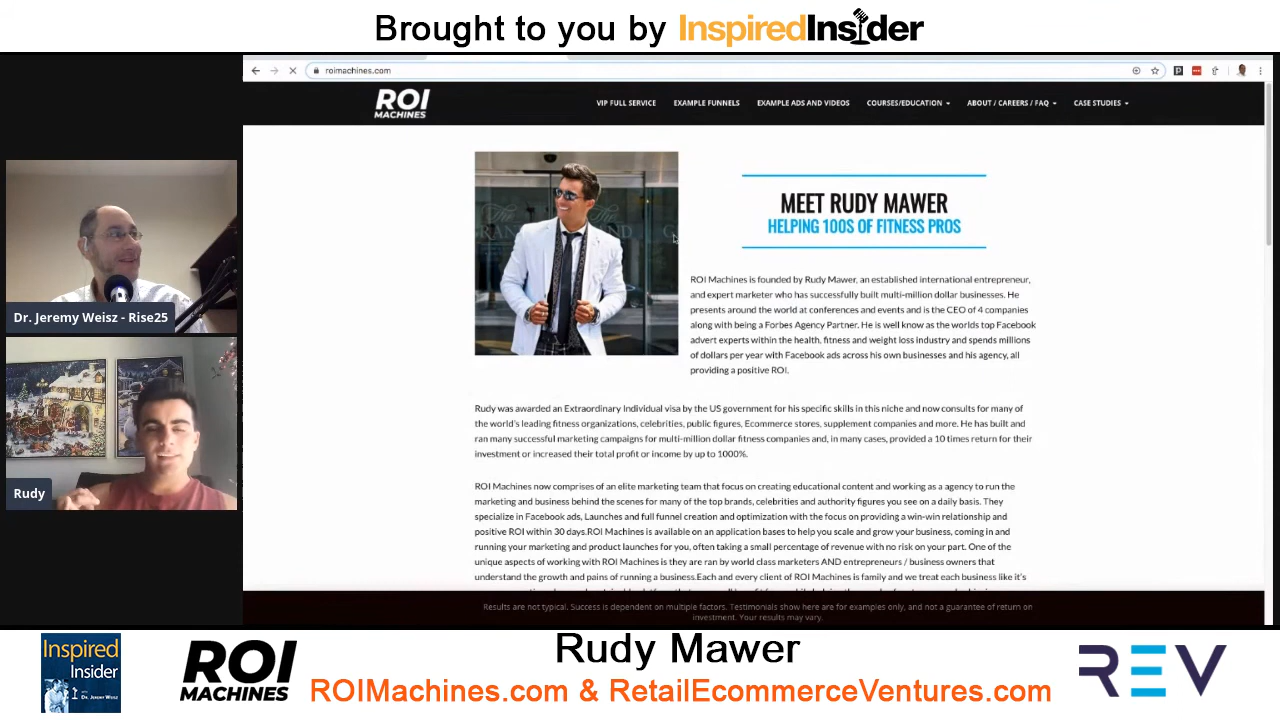 Brought to you by InspiredInsider
roimachines.com
ROI
MACHINES
VIP FULL SERVICE
EXAMPLE FUNNELS
EXAMPLE ADS AND VIDEOS
COURSES/EDUCATION
ABOUT / CAREERS / FAQ
CASE STUDIES
MEET RUDY MAWER
HELPING 100S OF FITNESS PROS
ROI Machines is founded by Rudy Mawer, an established international entrepreneur,
and expert marketer who has successfully built multi-million dollar businesses. He
presents around the world at conferences and events and is the CEO of 4 companies
along with being a Forbes Agency Partner. He is well know as the worlds top Facebook
advert experts within the health, fitness and weight loss industry and spends millions
of dollars per year with Facebook ads across his own businesses and his agency, all
providing a positive ROI.
Rudy was awarded an Extraordinary Individual visa by the US government for his specific skills in this niche and now consults for many of
the world's leading fitness organizations, celebrities, public figures, Ecommerce stores, supplement companies and more. He has built and
ran many successful marketing campaigns for multi-million dollar fitness companies and, in many cases, provided a 10 times return for their
investment or increased their total profit or income by up to 1000%.
ROI Machines now comprises of an elite marketing team that focus on creating educational content and working as a agency to run the
marketing and business behind the scenes for many of the top brands, celebrities and authority figures you see on a daily basis. They
specialize in Facebook ads, Launches and full funnel creation and optimization with the focus on providing a win-win relationship and
positive ROI within 30 days.ROI Machines is available on an application bases to help you scale and grow your business, coming in and
running your marketing and product launches for you, often taking a small percentage of revenue with no risk on your part. One of the
unique aspects of working with ROI Machines is they are ran by world class marketers AND entrepreneurs / business owners that
understand the growth and pains of running a business.Each and every client of ROI Machines is family and we treat each business like it's
Results are not typical. Success is dependent on multiple factors. Testimonials show here are for examples only, and not a guarantee of return on
investment. Your results may vary.
Dr. Jeremy Weisz - Rise25
Rudy
Inspired
Insider
ROI
MACHINES
Rudy Mawer
ROIMachines.com & RetailEcommerceVentures.com
REV